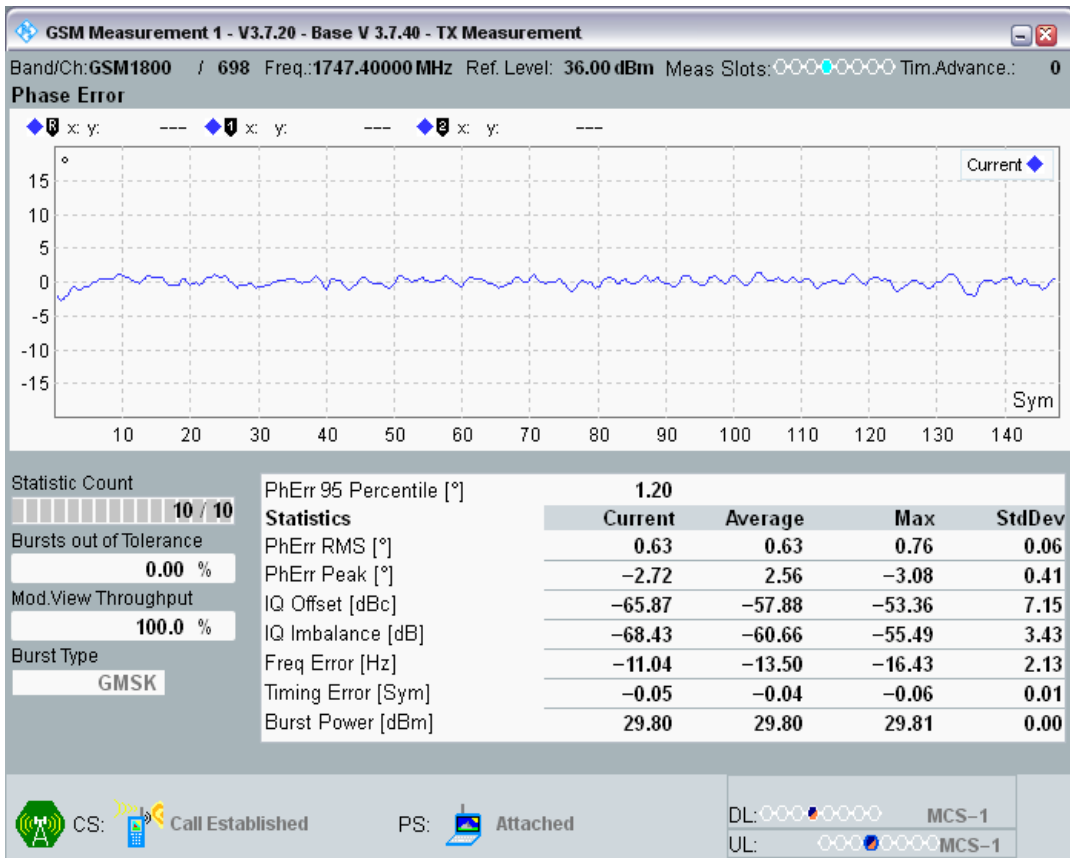 GSM Measurement 1 - V3.7.20 - Base V 3.7.40 - TX Measurement
Band/Ch:GSM1800 / 698 Freq.:1747.40000 MHz Ref. Level: 36.00 dBm Meas Slots: Tim.Advance.: 0
Phase Error
R x: y: --- 1 x: y: --- 2 x: y: ---
° Current
15
10
5
0
-5
-10
-15
Sym
10 20 30 40 50 60 70 80 90 100 110 120 130 140
Statistic Count
10 / 10
Bursts out of Tolerance
0.00 %
Mod.View Throughput
100.0 %
Burst Type
GMSK
PhErr 95 Percentile [°] 1.20
Statistics Current Average Max StdDev
PhErr RMS [°] 0.63 0.63 0.76 0.06
PhErr Peak [°] −2.72 2.56 −3.08 0.41
IQ Offset [dBc] −65.87 −57.88 −53.36 7.15
IQ Imbalance [dB] −68.43 −60.66 −55.49 3.43
Freq Error [Hz] −11.04 −13.50 −16.43 2.13
Timing Error [Sym] −0.05 −0.04 −0.06 0.01
Burst Power [dBm] 29.80 29.80 29.81 0.00
CS: Call Established PS: Attached
DL: MCS−1
UL: MCS−1